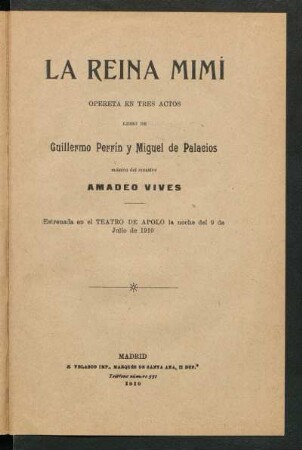 LA REINA MIMÍ
OPERETA EN TRES ACTOS
LIBRO DE
Guillermo Perrín y Miguel de Palacios
música del maestro
AMADEO VIVES
Estrenada en el TEATRO DE APOLO la noche del 9 de
Julio de 1910
MADRID
R. VELASCO IMP., MARQUÉS DE SANTA ANA, 11 DUP.º
Teléfono número 551
1910